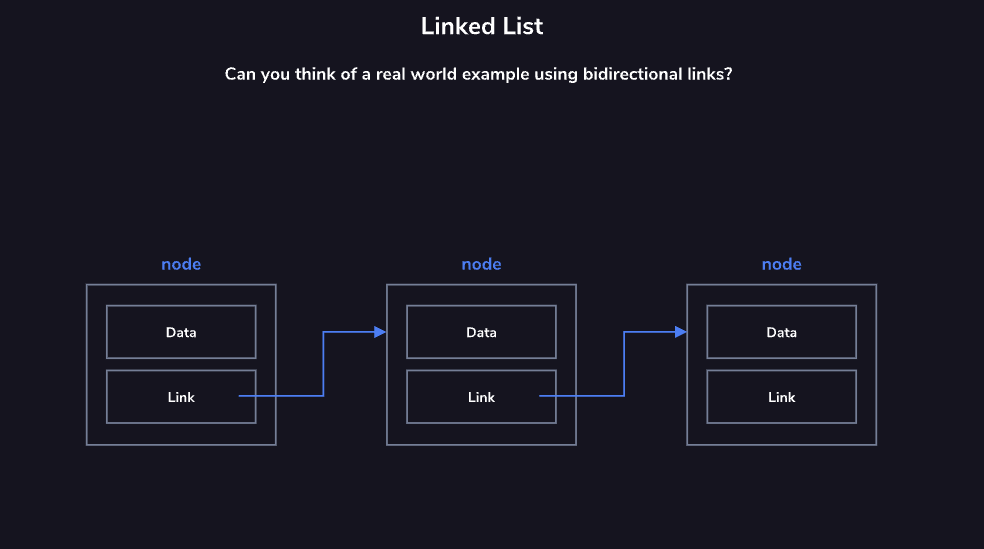 Linked List
Can you think of a real world example using bidirectional links?
node node node
Data Data Data
Link Link Link